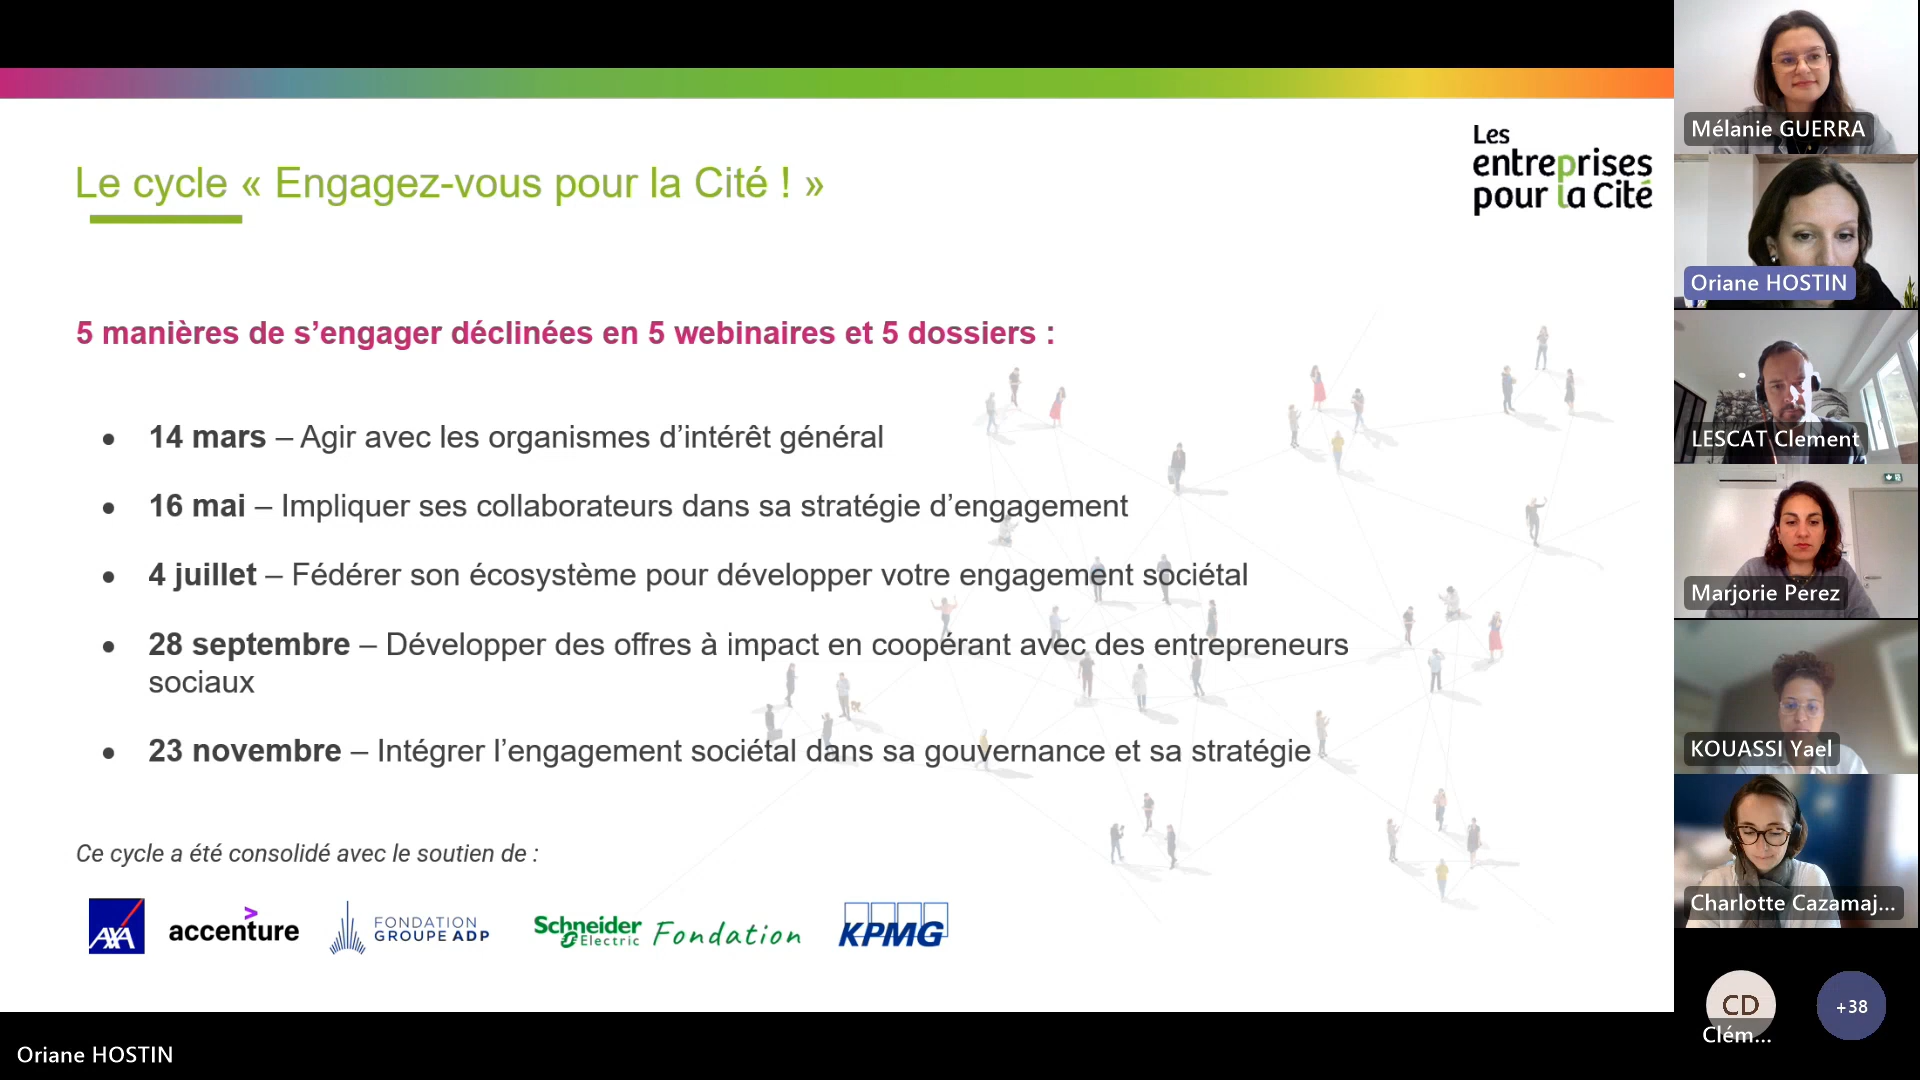 Le cycle « Engagez-vous pour la Cité ! »
Les
entreprises
pour la Cité
5 manières de s’engager déclinées en 5 webinaires et 5 dossiers :
● 14 mars – Agir avec les organismes d’intérêt général
● 16 mai – Impliquer ses collaborateurs dans sa stratégie d’engagement
● 4 juillet – Fédérer son écosystème pour développer votre engagement sociétal
● 28 septembre – Développer des offres à impact en coopérant avec des entrepreneurs
sociaux
● 23 novembre – Intégrer l’engagement sociétal dans sa gouvernance et sa stratégie
Ce cycle a été consolidé avec le soutien de :
AXA
accenture
FONDATION
GROUPE ADP
Schneider
Electric
Fondation
KPMG
Oriane HOSTIN
Mélanie GUERRA
Oriane HOSTIN
LESCAT Clement
Marjorie Perez
KOUASSI Yael
Charlotte Cazamaj...
CD
Clém...
+38